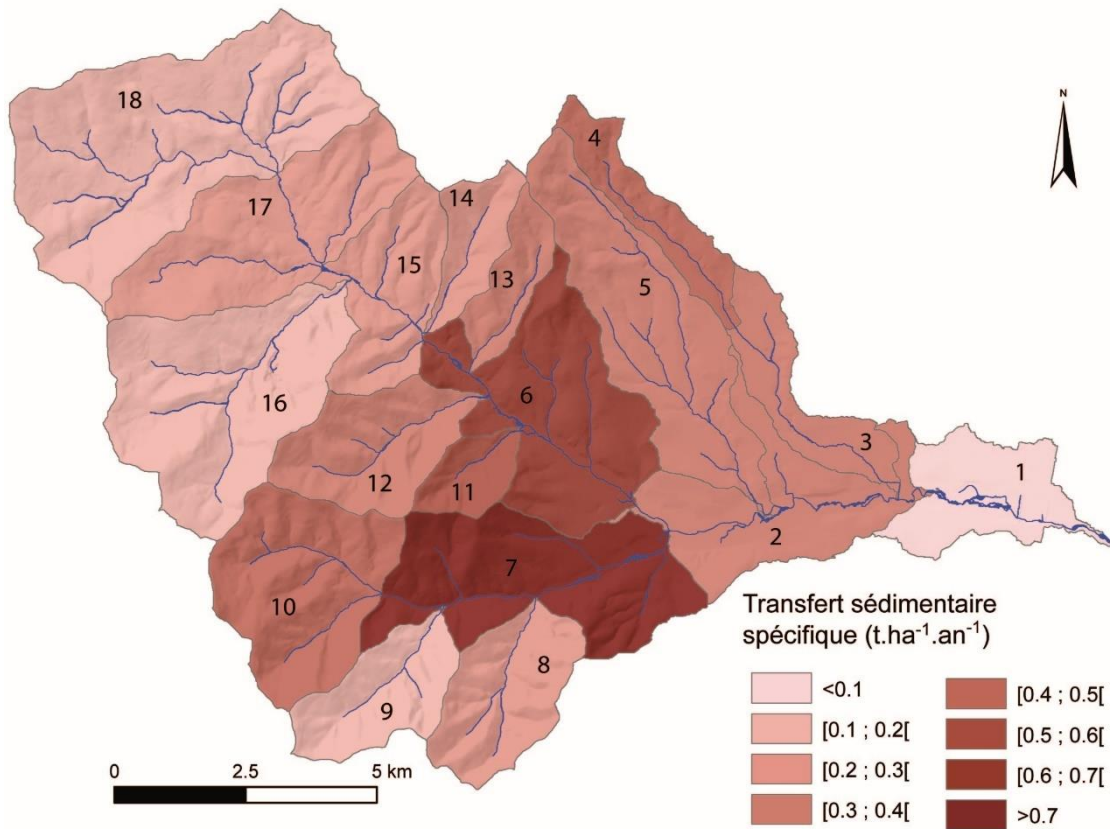 18
N
4
17
14
15
13
5
6
16
3
1
12
11
2
7
10
8
9
Transfert sédimentaire
spécifique (t.ha⁻¹.an⁻¹)
<0.1
[0.4 ; 0.5[
[0.1 ; 0.2[
[0.5 ; 0.6[
[0.2 ; 0.3[
[0.6 ; 0.7[
[0.3 ; 0.4[
>0.7
0 2.5 5 km